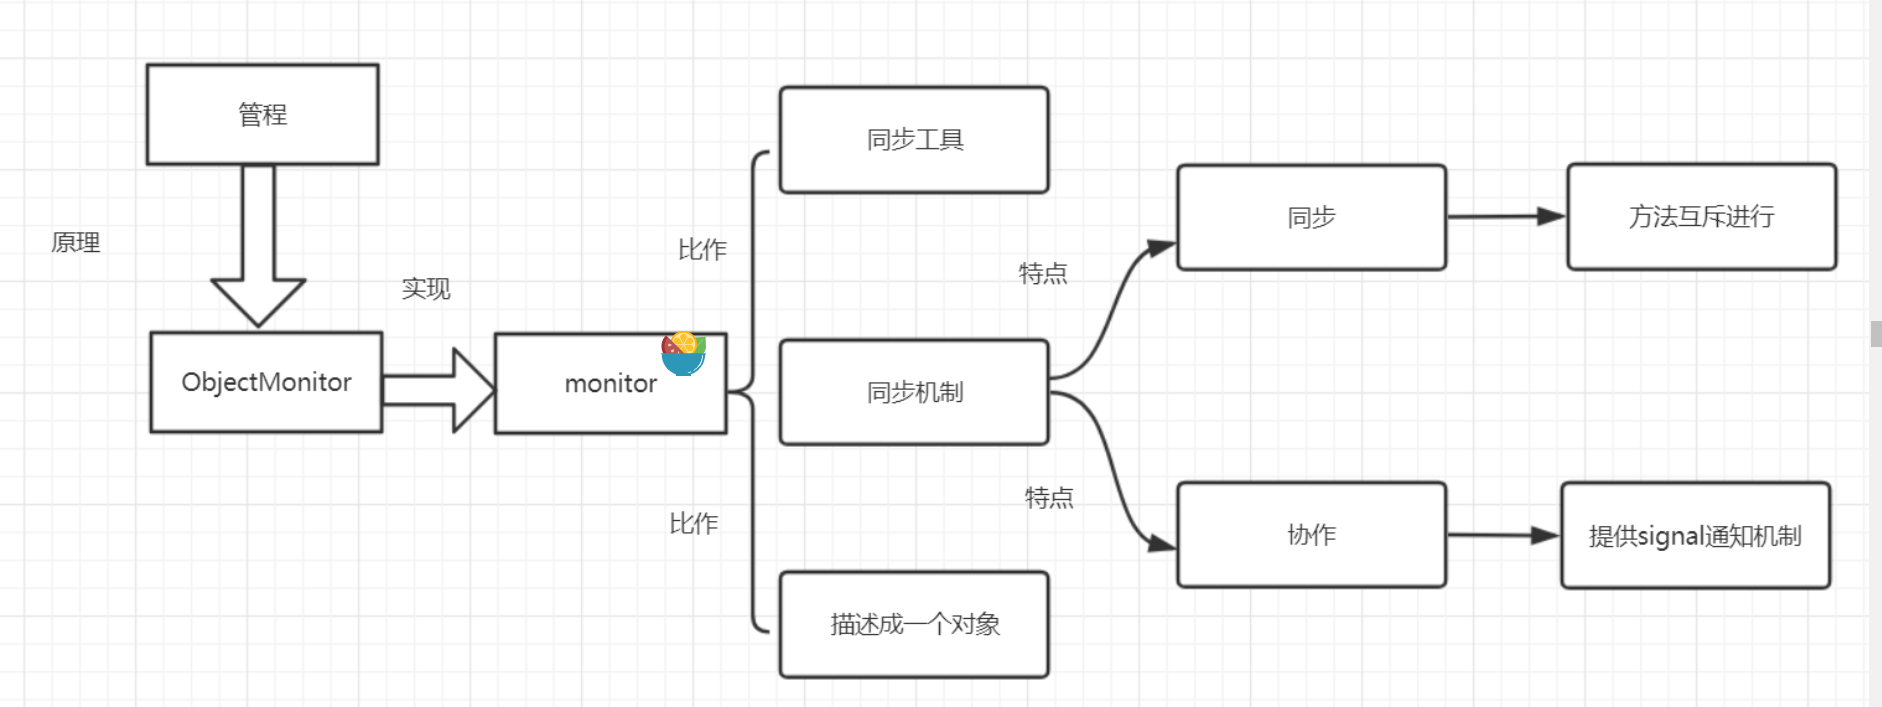 管程
原理
ObjectMonitor
实现
monitor
比作
比作
同步工具
同步机制
描述成一个对象
特点
特点
同步
方法互斥进行
协作
提供signal通知机制